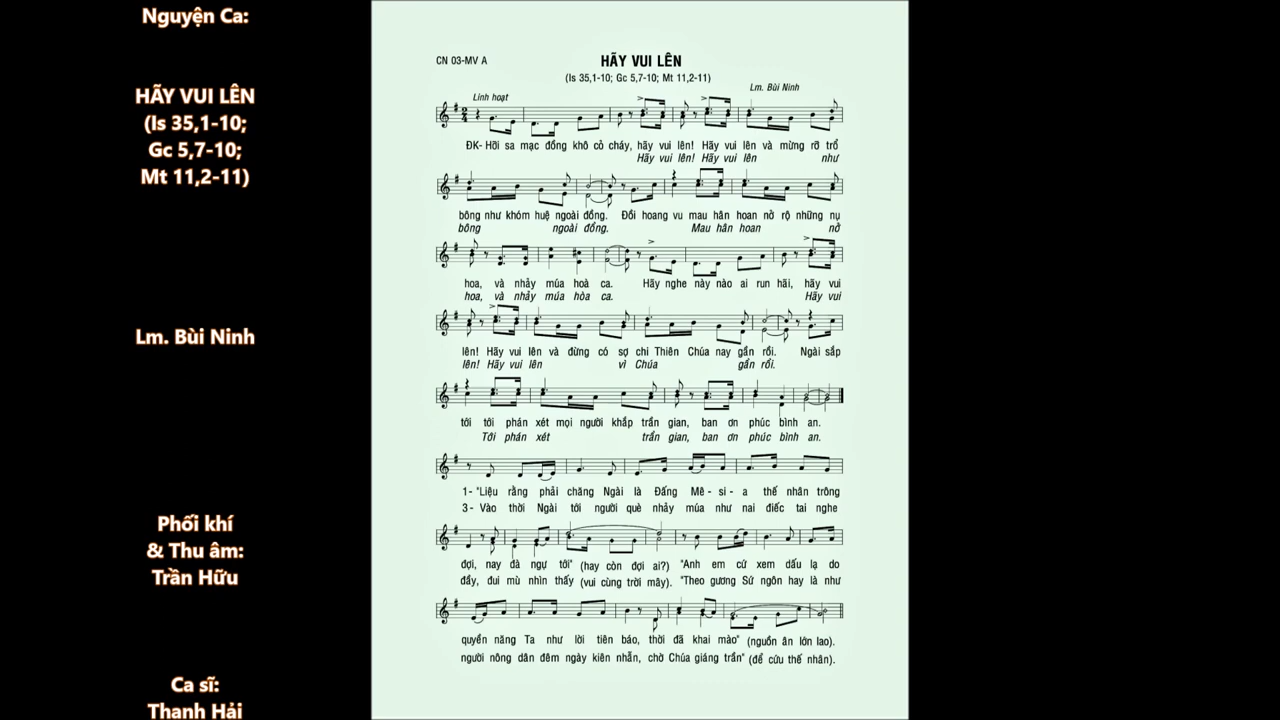 Nguyện Ca:
HÃY VUI LÊN
(Is 35,1-10;
Gc 5,7-10;
Mt 11,2-11)
Lm. Bùi Ninh
Phối khí
& Thu âm:
Trần Hữu
Ca sĩ:
Thanh Hải
CN 03-MV A
HÃY VUI LÊN
(Is 35,1-10; Gc 5,7-10; Mt 11,2-11)
Lm. Bùi Ninh
Linh hoạt
ĐK- Hỡi sa mạc đồng khô cỏ cháy, hãy vui lên! Hãy vui lên và mừng rỡ trổ
Hãy vui lên! Hãy vui lên như
bông như khóm huệ ngoài đồng. Đồi hoang vu mau hân hoan nở rộ những nụ
bông ngoài đồng. Mau hân hoan nở
hoa, và nhảy múa hoà ca. Hãy nghe này nào ai run hãi, hãy vui
hoa, và nhảy múa hòa ca. Hãy vui
lên! Hãy vui lên và đừng có sợ chi Thiên Chúa nay gần rồi. Ngài sắp
lên! Hãy vui lên vì Chúa gần rồi.
tới tới phán xét mọi người khắp trần gian, ban ơn phúc bình an.
Tới phán xét trần gian, ban ơn phúc bình an.
1- "Liệu rằng phải chăng Ngài là Đấng Mê - si - a thế nhân trông
3- Vào thời Ngài tới người què nhảy múa như nai điếc tai nghe
đợi, nay đà ngự tôi" (hay còn đợi ai?) "Anh em cứ xem dấu lạ do
đầy, đui mù nhìn thấy (vui cùng trời mây). "Theo gương Sứ ngôn hay là như
quyền năng Ta như lời tiên báo, thời đã khai mào" (nguồn ân lớn lao).
người nông dân đêm ngày kiên nhẫn, chờ Chúa giáng trần" (để cứu thế nhân).